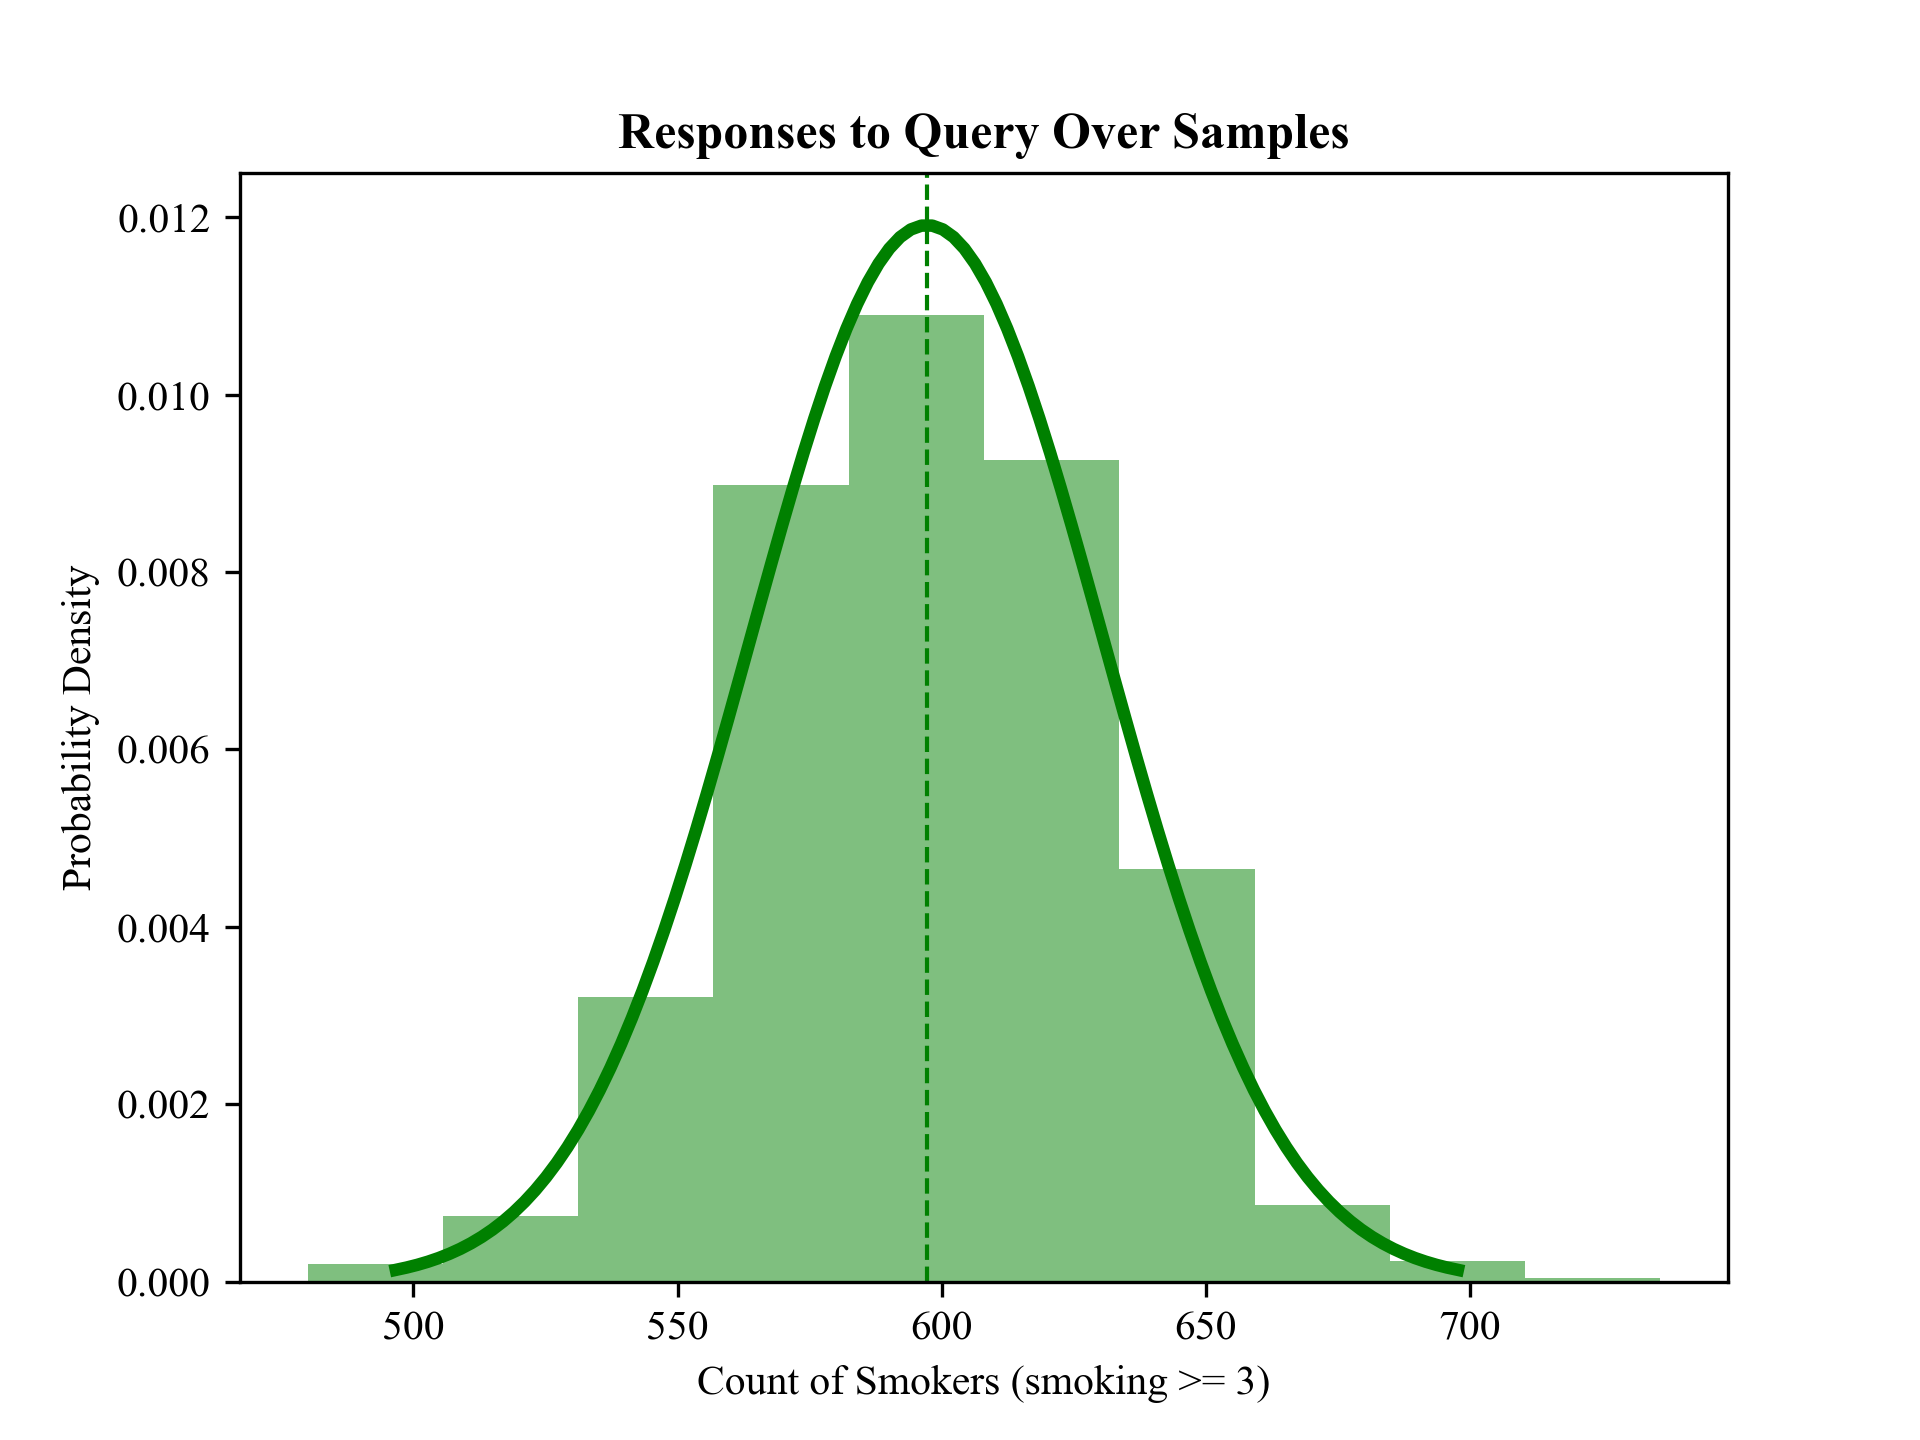 Responses to Query Over Samples
0.012
0.010
0.008
0.006
0.004
0.002
0.000
Probability Density
500 550 600 650 700
Count of Smokers (smoking >= 3)